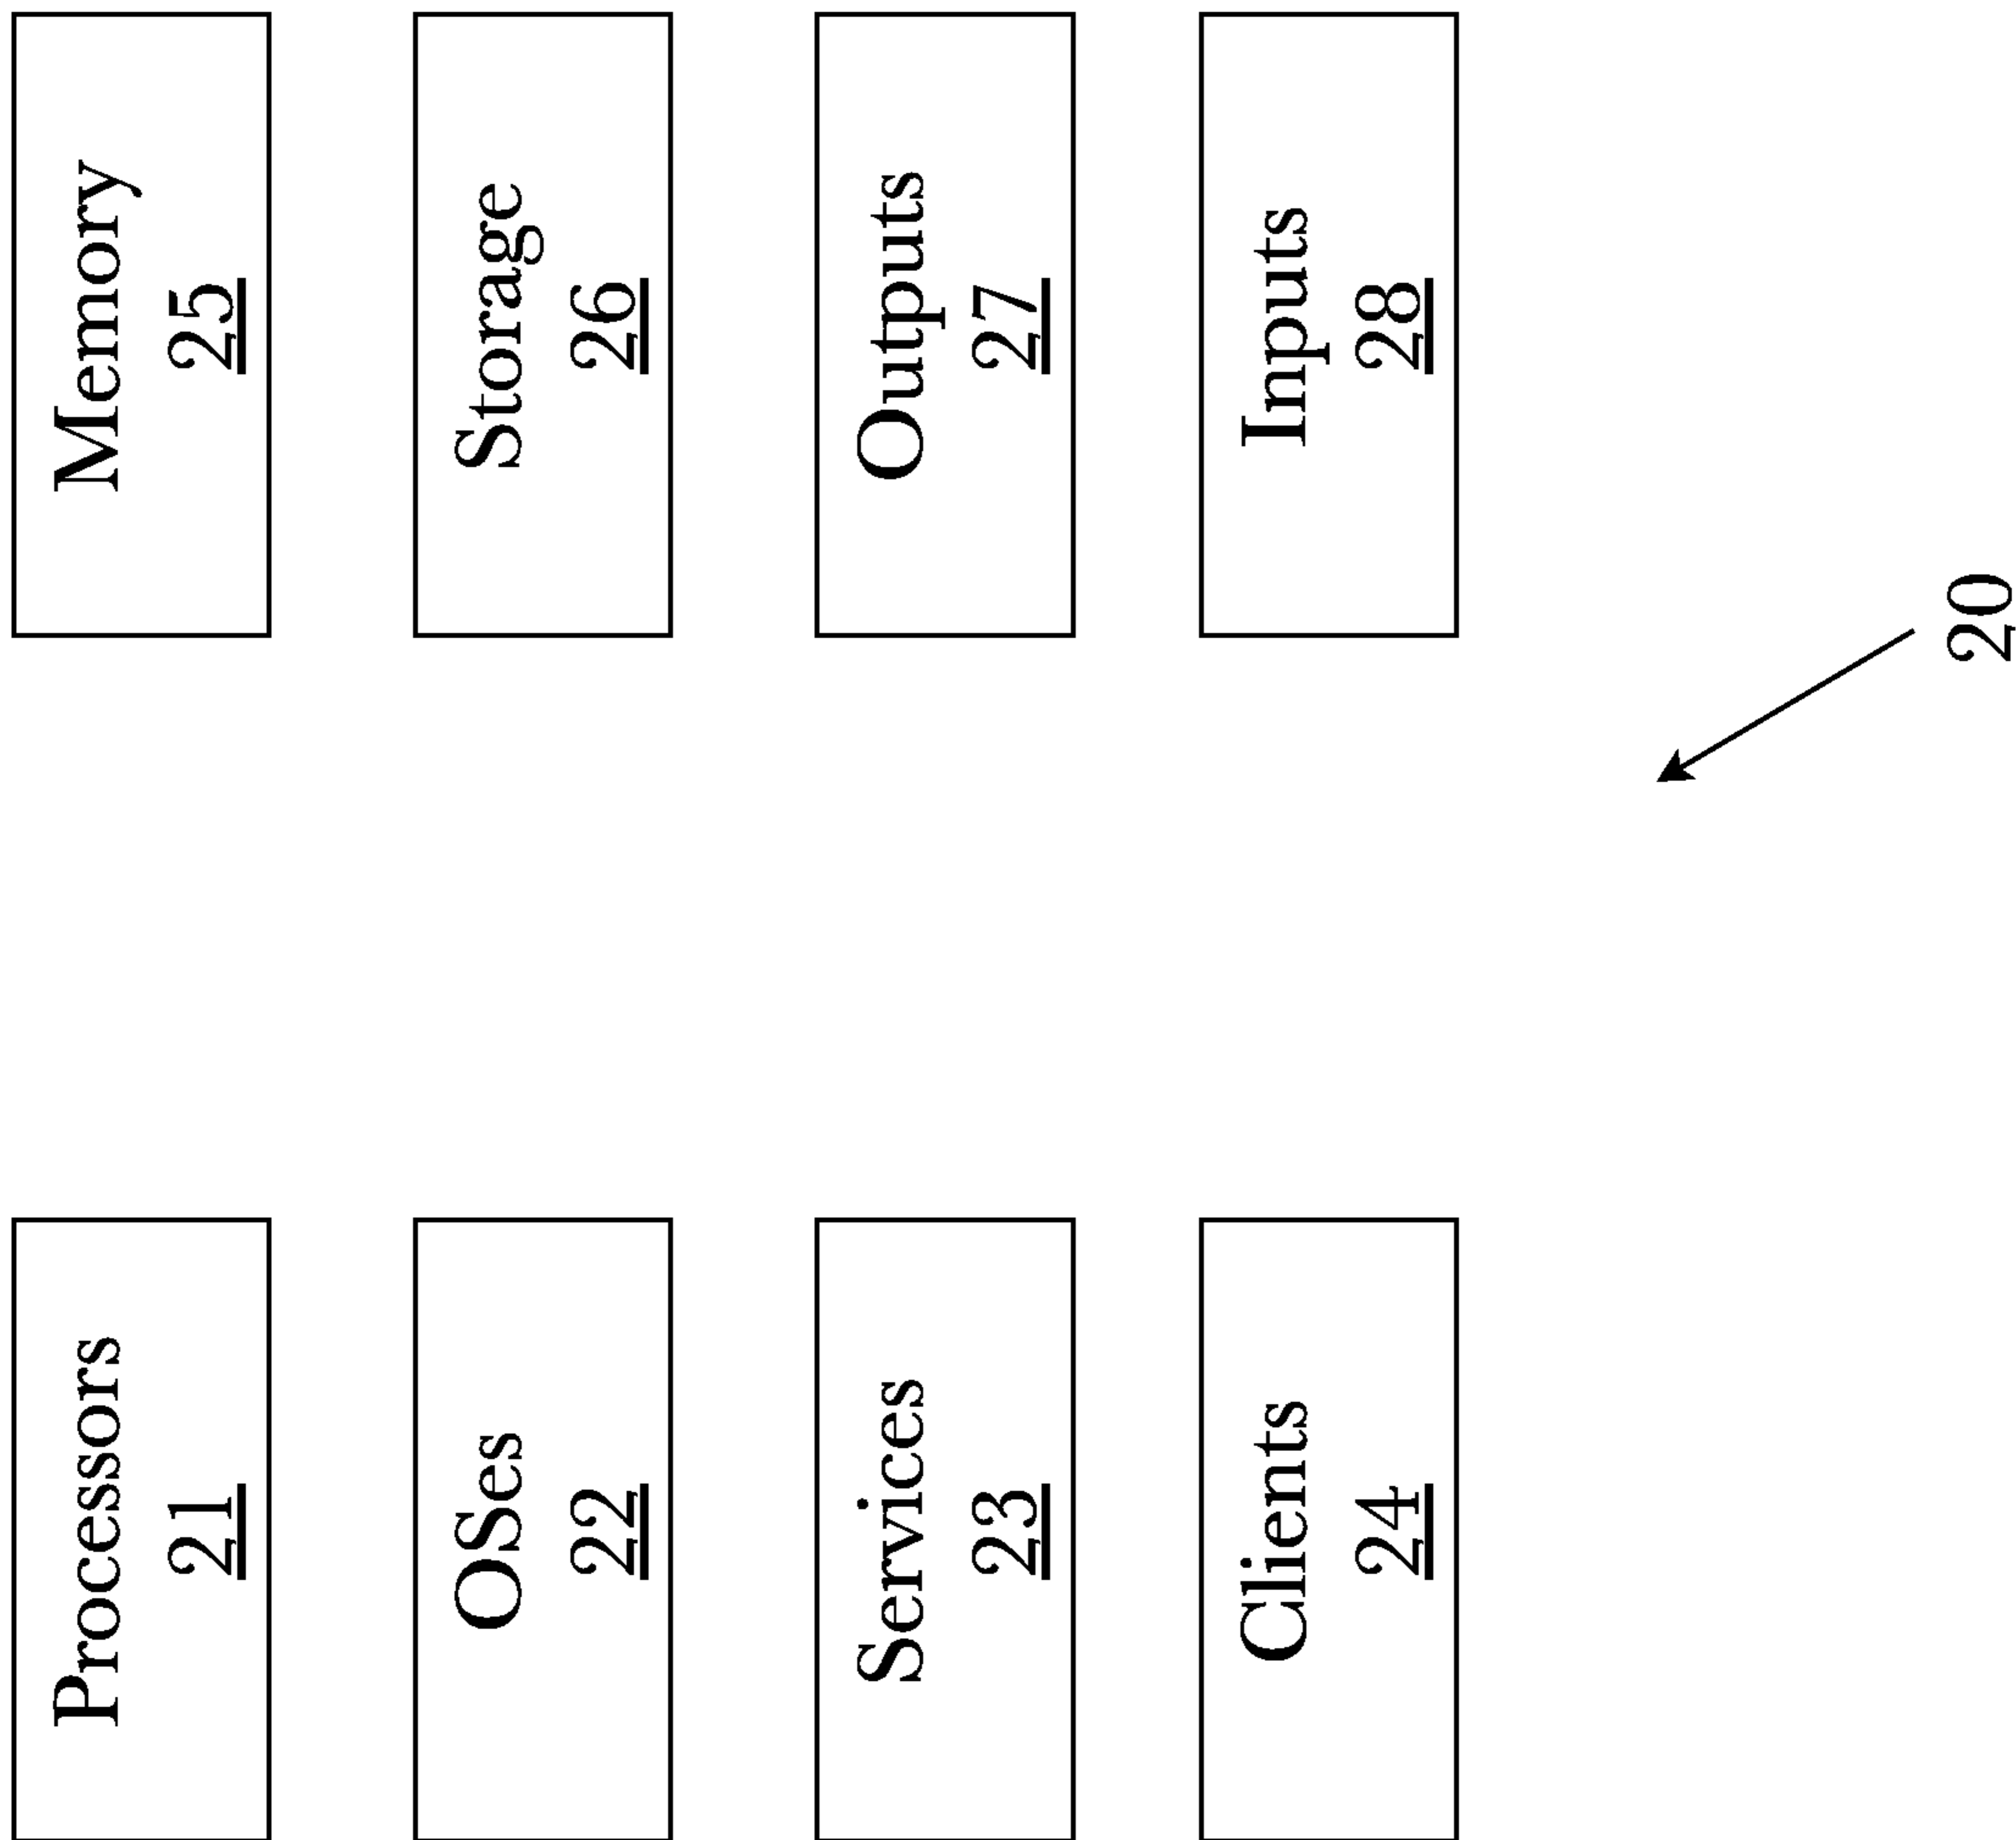 Processors
21
Memory
25
OSes
22
Storage
26
Services
23
Outputs
27
Clients
24
Inputs
28
20